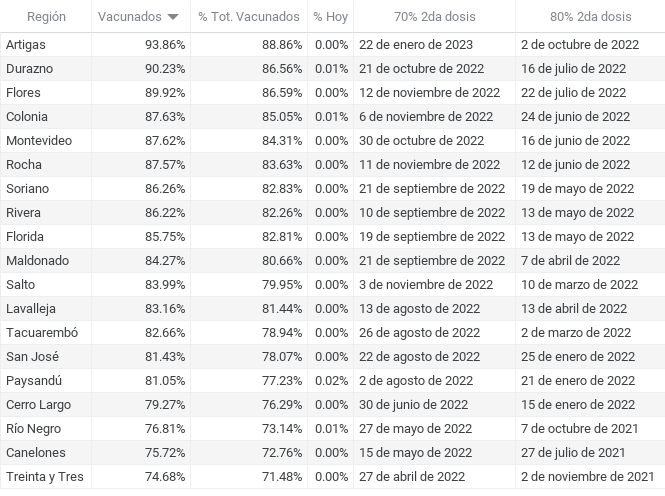 Región Vacunados % Tot. Vacunados % Hoy 70% 2da dosis 80% 2da dosis
Artigas 93.86% 88.86% 0.00% 22 de enero de 2023 2 de octubre de 2022
Durazno 90.23% 86.56% 0.01% 21 de octubre de 2022 16 de julio de 2022
Flores 89.92% 86.59% 0.00% 12 de noviembre de 2022 22 de julio de 2022
Colonia 87.63% 85.05% 0.01% 6 de noviembre de 2022 24 de junio de 2022
Montevideo 87.62% 84.31% 0.00% 30 de octubre de 2022 16 de junio de 2022
Rocha 87.57% 83.63% 0.00% 11 de noviembre de 2022 12 de junio de 2022
Soriano 86.26% 82.83% 0.00% 21 de septiembre de 2022 19 de mayo de 2022
Rivera 86.22% 82.26% 0.00% 10 de septiembre de 2022 13 de mayo de 2022
Florida 85.75% 82.81% 0.00% 19 de septiembre de 2022 13 de mayo de 2022
Maldonado 84.27% 80.66% 0.00% 21 de septiembre de 2022 7 de abril de 2022
Salto 83.99% 79.95% 0.00% 3 de noviembre de 2022 10 de marzo de 2022
Lavalleja 83.16% 81.44% 0.00% 13 de agosto de 2022 13 de abril de 2022
Tacuarembó 82.66% 78.94% 0.00% 26 de agosto de 2022 2 de marzo de 2022
San José 81.43% 78.07% 0.00% 22 de agosto de 2022 25 de enero de 2022
Paysandú 81.05% 77.23% 0.02% 2 de agosto de 2022 21 de enero de 2022
Cerro Largo 79.27% 76.29% 0.00% 30 de junio de 2022 15 de enero de 2022
Río Negro 76.81% 73.14% 0.01% 27 de mayo de 2022 7 de octubre de 2021
Canelones 75.72% 72.76% 0.00% 15 de mayo de 2022 27 de julio de 2021
Treinta y Tres 74.68% 71.48% 0.00% 27 de abril de 2022 2 de noviembre de 2021